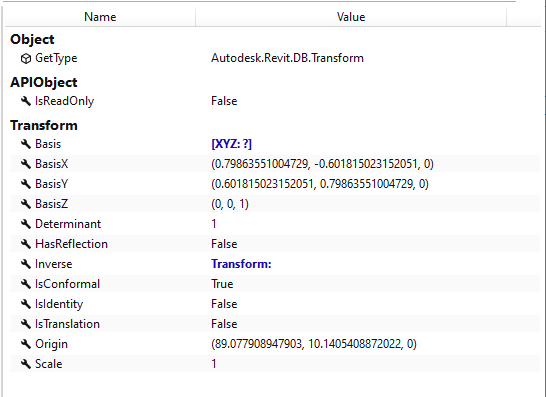 Name Value
Object
GetType Autodesk.Revit.DB.Transform
APIObject
IsReadOnly False
Transform
Basis [XYZ: ?]
BasisX (0.79863551004729, -0.601815023152051, 0)
BasisY (0.601815023152051, 0.79863551004729, 0)
BasisZ (0, 0, 1)
Determinant 1
HasReflection False
Inverse Transform:
IsConformal True
IsIdentity False
IsTranslation False
Origin (89.077908947903, 10.1405408872022, 0)
Scale 1